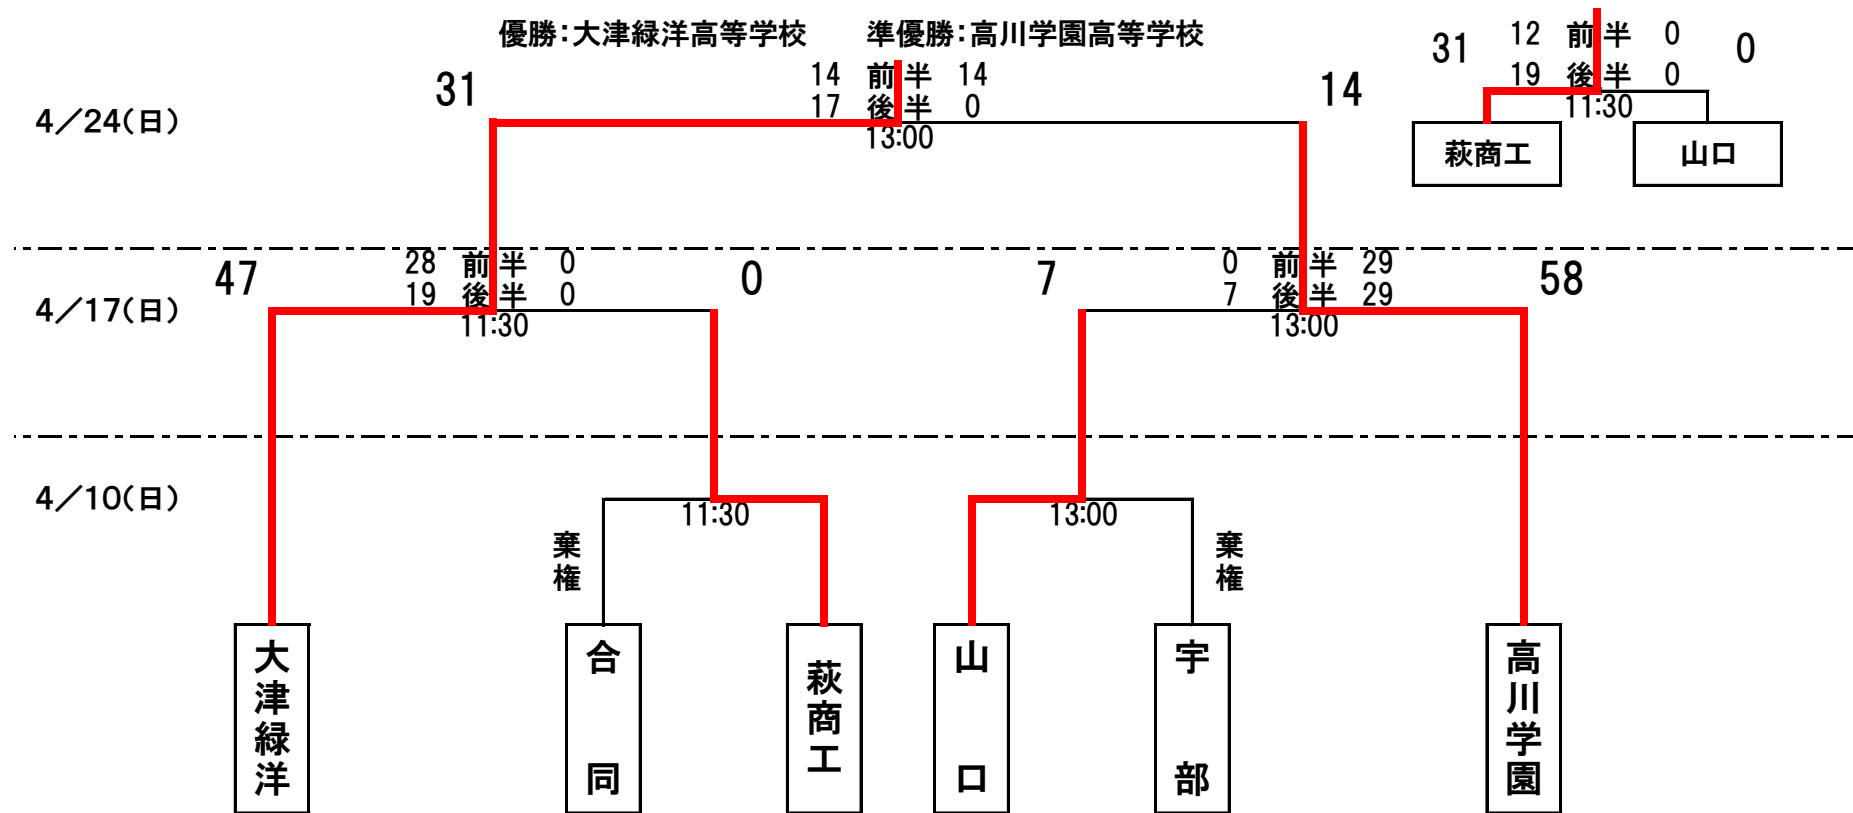 優勝：大津緑洋高等学校　準優勝：高川学園高等学校
31 14 前半 14 14
17 後半 0
13:00
4／24（日）
31 12 前半 0 0
19 後半 0
11:30
萩商工 山口
47 28 前半 0 0
19 後半 0
11:30
7 0 前半 29 58
7 後半 29
13:00
4／17（日）
4／10（日）
11:30
13:00
棄権
棄権
大津緑洋
合同
萩商工
山口
宇部
高川学園